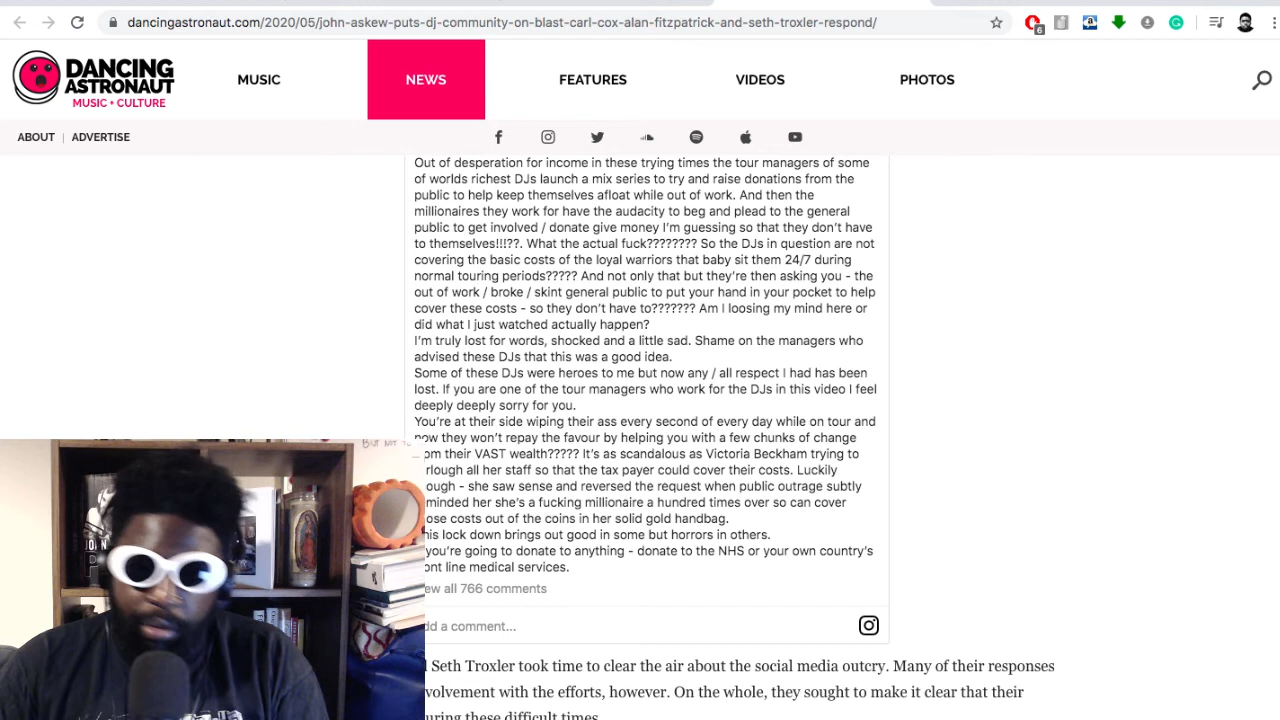 dancingastronaut.com/2020/05/john-askew-puts-dj-community-on-blast-carl-cox-alan-fitzpatrick-and-seth-troxler-respond/
6
DANCING
ASTRONAUT
MUSIC + CULTURE
MUSIC
NEWS
FEATURES
VIDEOS
PHOTOS
ABOUT | ADVERTISE
Out of desperation for income in these trying times the tour managers of some
of worlds richest DJs launch a mix series to try and raise donations from the
public to help keep themselves afloat while out of work. And then the
millionaires they work for have the audacity to beg and plead to the general
public to get involved / donate give money I'm guessing so that they don't have
to themselves!!!??. What the actual fuck???????? So the DJs in question are not
covering the basic costs of the loyal warriors that baby sit them 24/7 during
normal touring periods????? And not only that but they're then asking you - the
out of work / broke / skint general public to put your hand in your pocket to help
cover these costs - so they don't have to??????? Am I loosing my mind here or
did what I just watched actually happen?
I'm truly lost for words, shocked and a little sad. Shame on the managers who
advised these DJs that this was a good idea.
Some of these DJs were heroes to me but now any / all respect I had has been
lost. If you are one of the tour managers who work for the DJs in this video I feel
deeply deeply sorry for you.
You're at their side wiping their ass every second of every day while on tour and
now they won't repay the favour by helping you with a few chunks of change
om their VAST wealth????? It's as scandalous as Victoria Beckham trying to
rlough all her staff so that the tax payer could cover their costs. Luckily
ough - she saw sense and reversed the request when public outrage subtly
minded her she's a fucking millionaire a hundred times over so can cover
ose costs out of the coins in her solid gold handbag.
his lock down brings out good in some but horrors in others.
you're going to donate to anything - donate to the NHS or your own country's
ont line medical services.
ew all 766 comments
dd a comment...
l Seth Troxler took time to clear the air about the social media outcry. Many of their responses
volvement with the efforts, however. On the whole, they sought to make it clear that their
uring these difficult times.